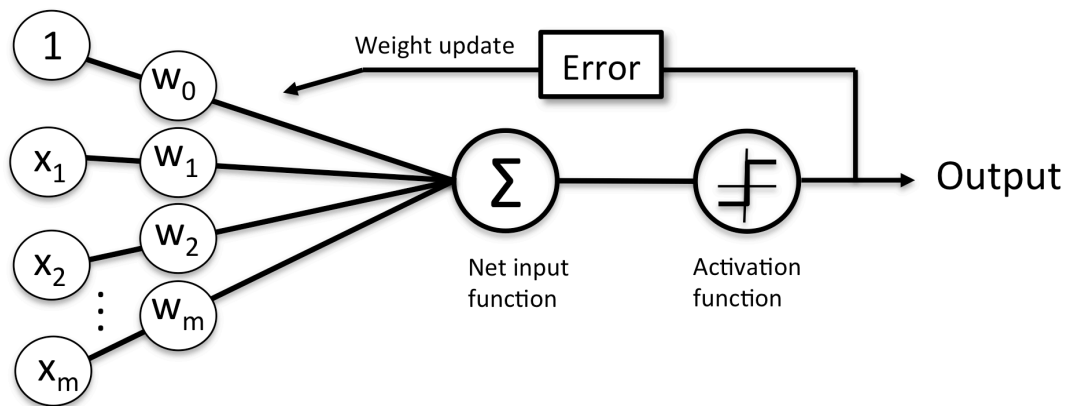 1
w₀
Weight update
Error
x₁
w₁
Σ
Output
x₂
w₂
Net input
function
Activation
function
⋮
wₘ
xₘ